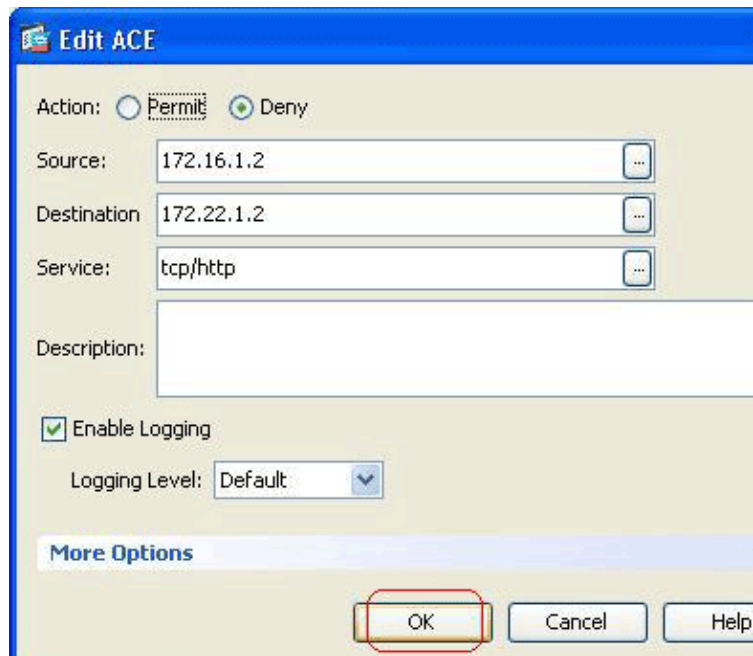 Edit ACE
Action: Permit Deny
Source: 172.16.1.2 ...
Destination 172.22.1.2 ...
Service: tcp/http ...
Description:
Enable Logging
Logging Level: Default
More Options
OK Cancel Help